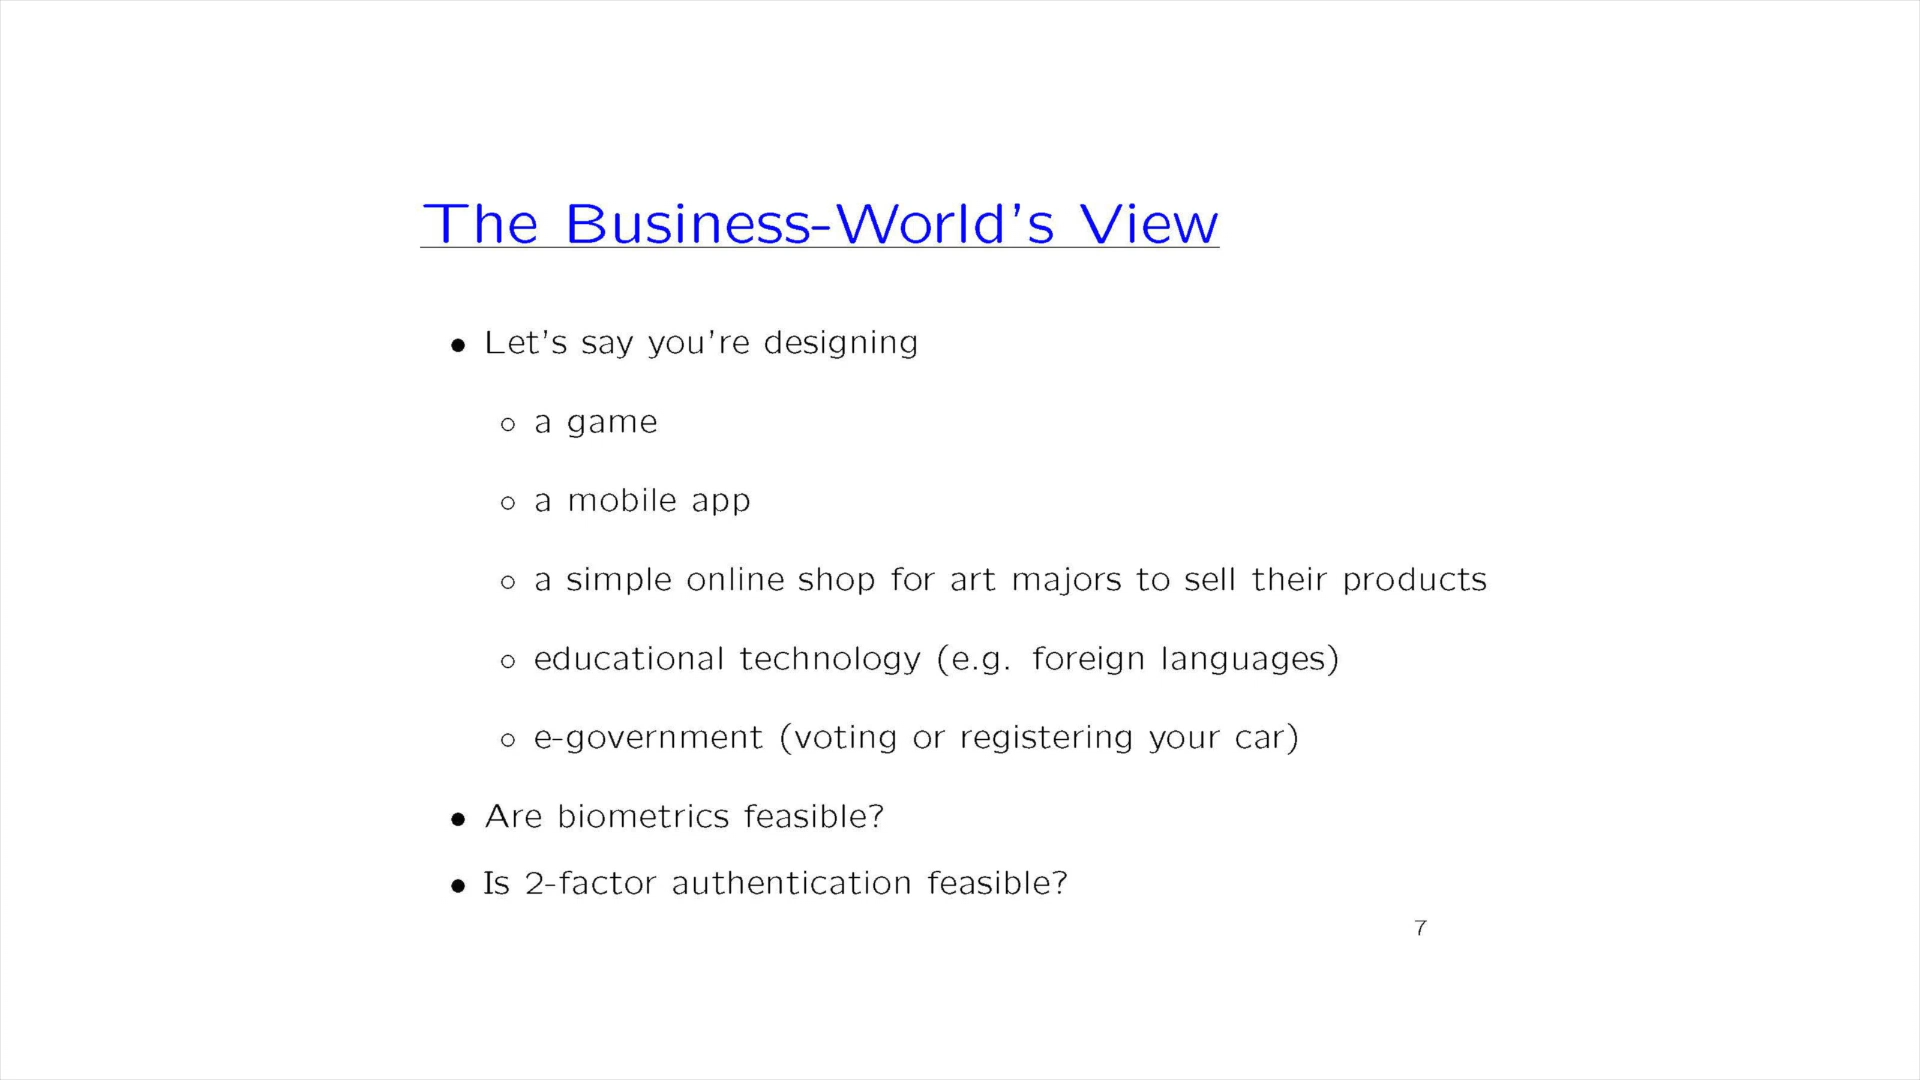 The Business-World's View
• Let's say you're designing
◦ a game
◦ a mobile app
◦ a simple online shop for art majors to sell their products
◦ educational technology (e.g. foreign languages)
◦ e-government (voting or registering your car)
• Are biometrics feasible?
• Is 2-factor authentication feasible?
7